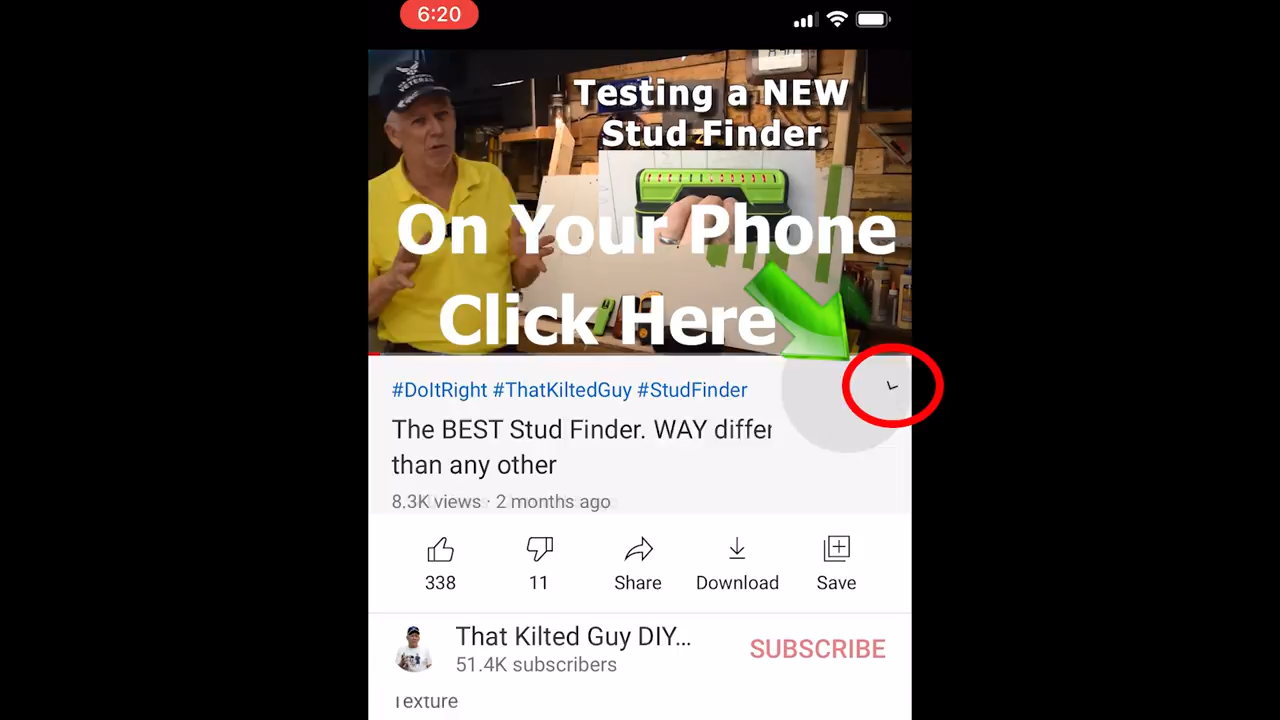 6:20
VETERAN
Testing a NEW
Stud Finder
On Your Phone
Click Here
#DoItRight #ThatKiltedGuy #StudFinder
The BEST Stud Finder. WAY differ
than any other
8.3K views · 2 months ago
338
11
Share
Download
Save
That Kilted Guy DIY...
51.4K subscribers
SUBSCRIBE
Texture